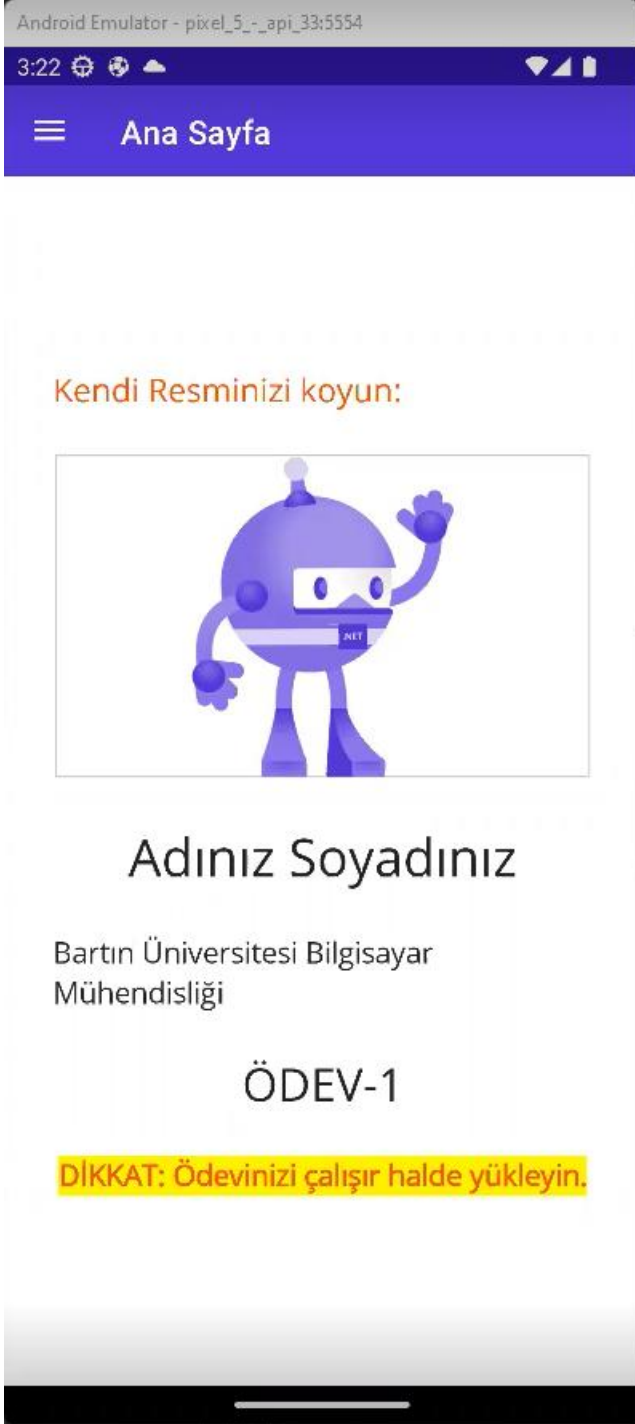 Android Emulator - pixel_5_-_api_33:5554
3:22
Ana Sayfa
Kendi Resminizi koyun:
.NET
Adınız Soyadınız
Bartın Üniversitesi Bilgisayar
Mühendisliği
ÖDEV-1
DİKKAT: Ödevinizi çalışır halde yükleyin.